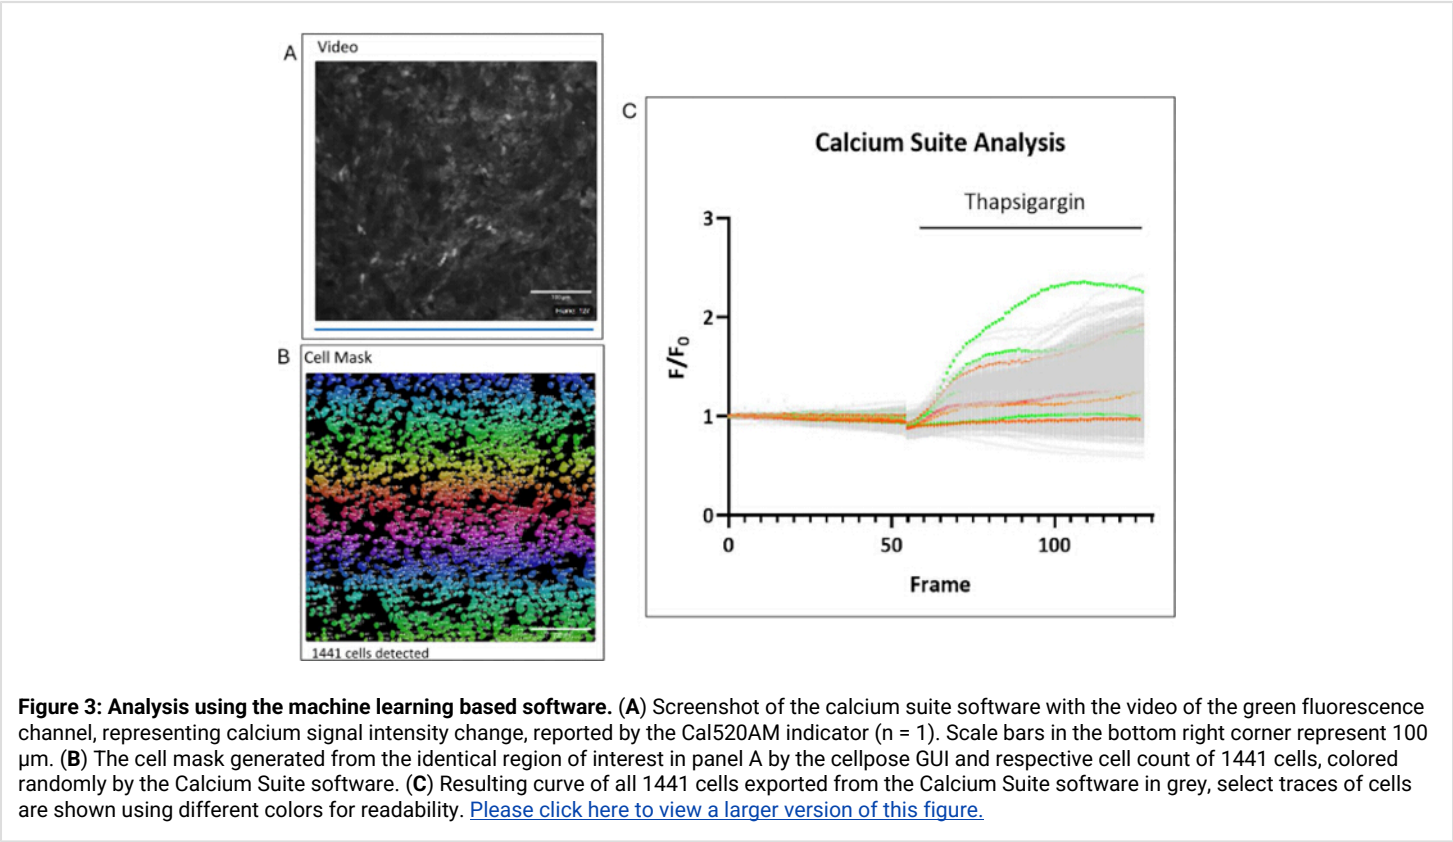 A
Video
100 µm
Frame: 127
B
Cell Mask
1441 cells detected
C
Calcium Suite Analysis
Thapsigargin
3
2
1
0
F/F0
0 50 100
Frame
Figure 3: Analysis using the machine learning based software. (A) Screenshot of the calcium suite software with the video of the green fluorescence
channel, representing calcium signal intensity change, reported by the Cal520AM indicator (n = 1). Scale bars in the bottom right corner represent 100
µm. (B) The cell mask generated from the identical region of interest in panel A by the cellpose GUI and respective cell count of 1441 cells, colored
randomly by the Calcium Suite software. (C) Resulting curve of all 1441 cells exported from the Calcium Suite software in grey, select traces of cells
are shown using different colors for readability. Please click here to view a larger version of this figure.